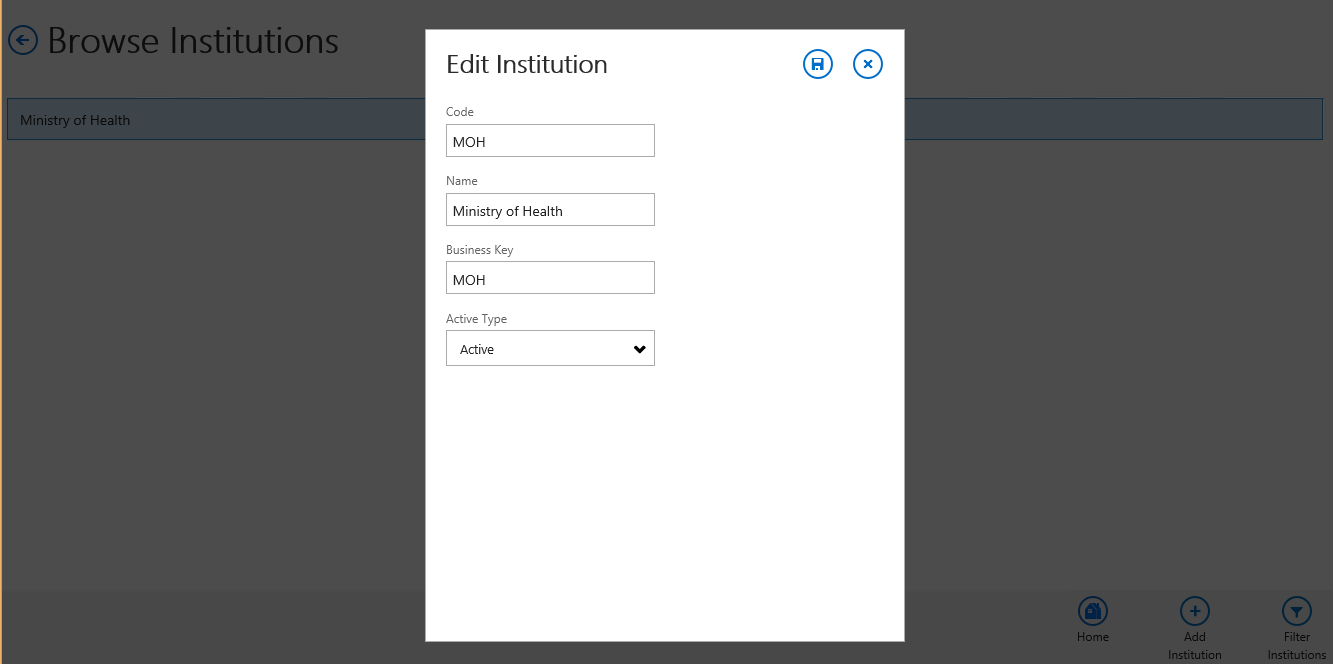 Browse Institutions
Ministry of Health
Edit Institution
Code
MOH
Name
Ministry of Health
Business Key
MOH
Active Type
Active
Home
Add
Institution
Filter
Institutions